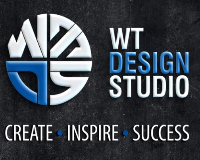 WT
DESIGN
STUDIO
CREATE • INSPIRE • SUCCESS